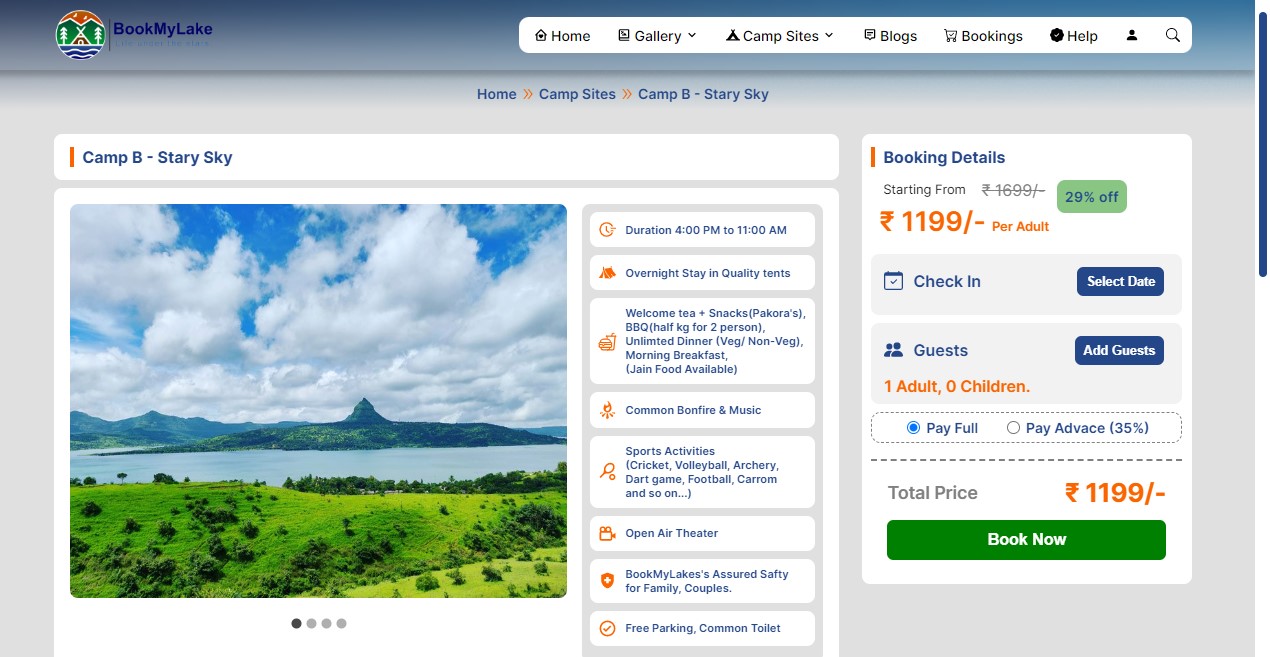 BookMyLake
Home
Gallery
Camp Sites
Blogs
Bookings
Help
Home » Camp Sites » Camp B - Stary Sky
Camp B - Stary Sky
Duration 4:00 PM to 11:00 AM
Overnight Stay in Quality tents
Welcome tea + Snacks(Pakora's),
BBQ(half kg for 2 person),
Unlimted Dinner (Veg/ Non-Veg),
Morning Breakfast,
(Jain Food Available)
Common Bonfire & Music
Sports Activities
(Cricket, Volleyball, Archery,
Dart game, Football, Carrom
and so on...)
Open Air Theater
BookMyLakes's Assured Safty
for Family, Couples.
Free Parking, Common Toilet
Booking Details
Starting From ₹ 1699/- 29% off
₹ 1199/- Per Adult
Check In
Select Date
Guests
Add Guests
1 Adult, 0 Children.
Pay Full
Pay Advace (35%)
Total Price ₹ 1199/-
Book Now